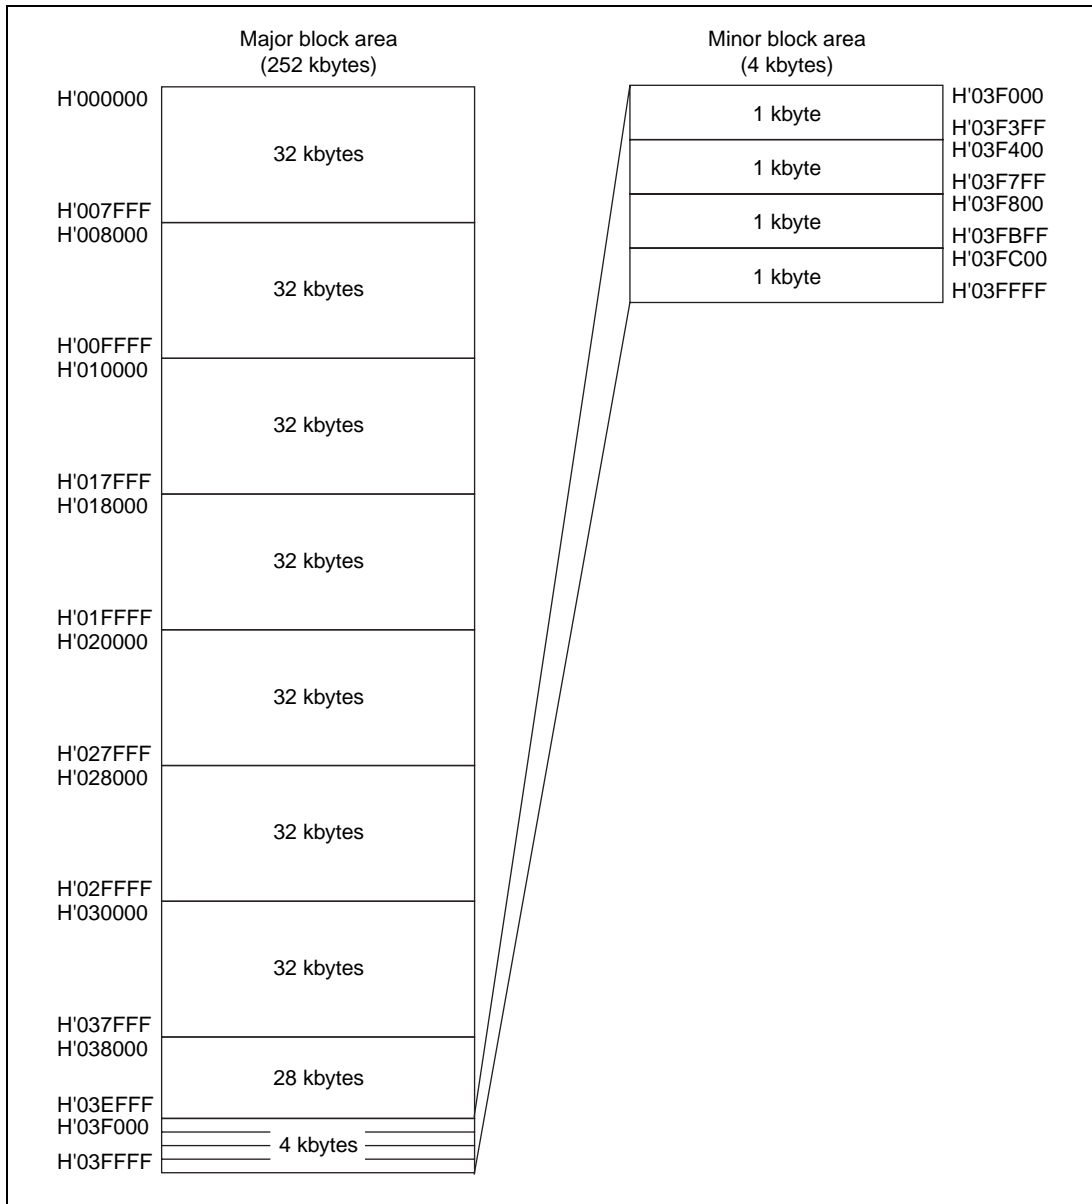 Major block area
(252 kbytes)
H'000000
32 kbytes
H'007FFF
H'008000
32 kbytes
H'00FFFF
H'010000
32 kbytes
H'017FFF
H'018000
32 kbytes
H'01FFFF
H'020000
32 kbytes
H'027FFF
H'028000
32 kbytes
H'02FFFF
H'030000
32 kbytes
H'037FFF
H'038000
28 kbytes
H'03EFFF
H'03F000
4 kbytes
H'03FFFF
Minor block area
(4 kbytes)
H'03F000
1 kbyte
H'03F3FF
H'03F400
1 kbyte
H'03F7FF
H'03F800
1 kbyte
H'03FBFF
H'03FC00
1 kbyte
H'03FFFF